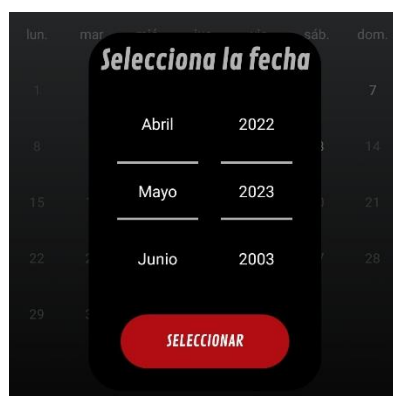 lun. mar. sáb. dom.
Selecciona la fecha
1 7
Abril 2022
8 14
Mayo 2023
15 21
Junio 2003
22 28
29
SELECCIONAR